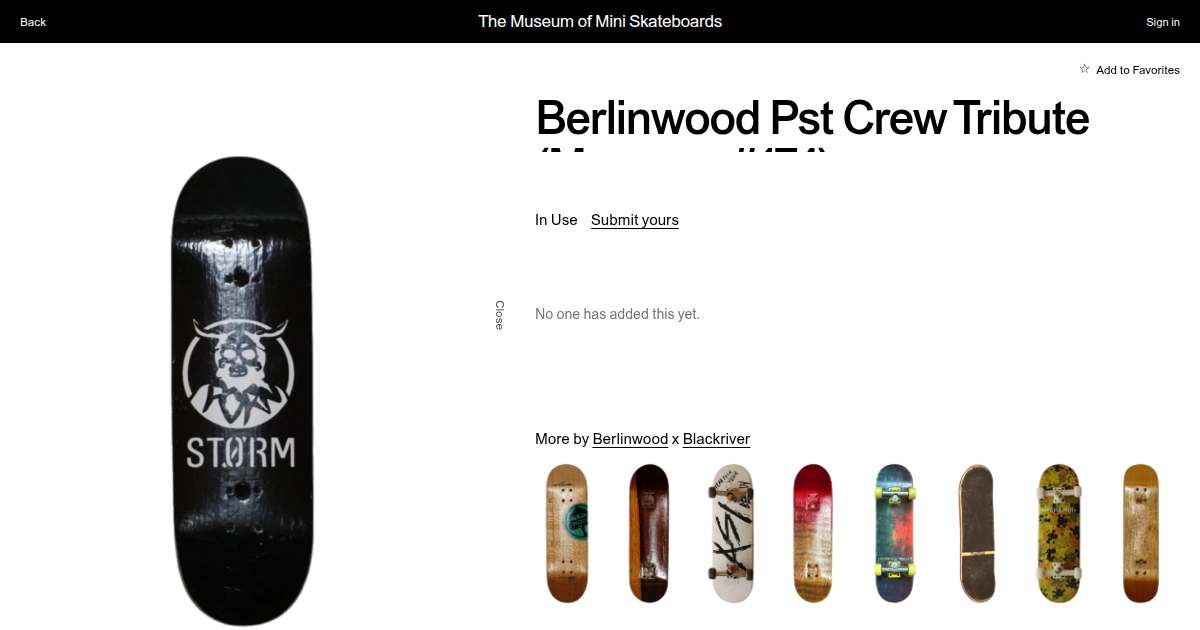 Back
The Museum of Mini Skateboards
Sign in
☆ Add to Favorites
Berlinwood Pst Crew Tribute
STØRM
In Use Submit yours
Close
No one has added this yet.
More by Berlinwood x Blackriver